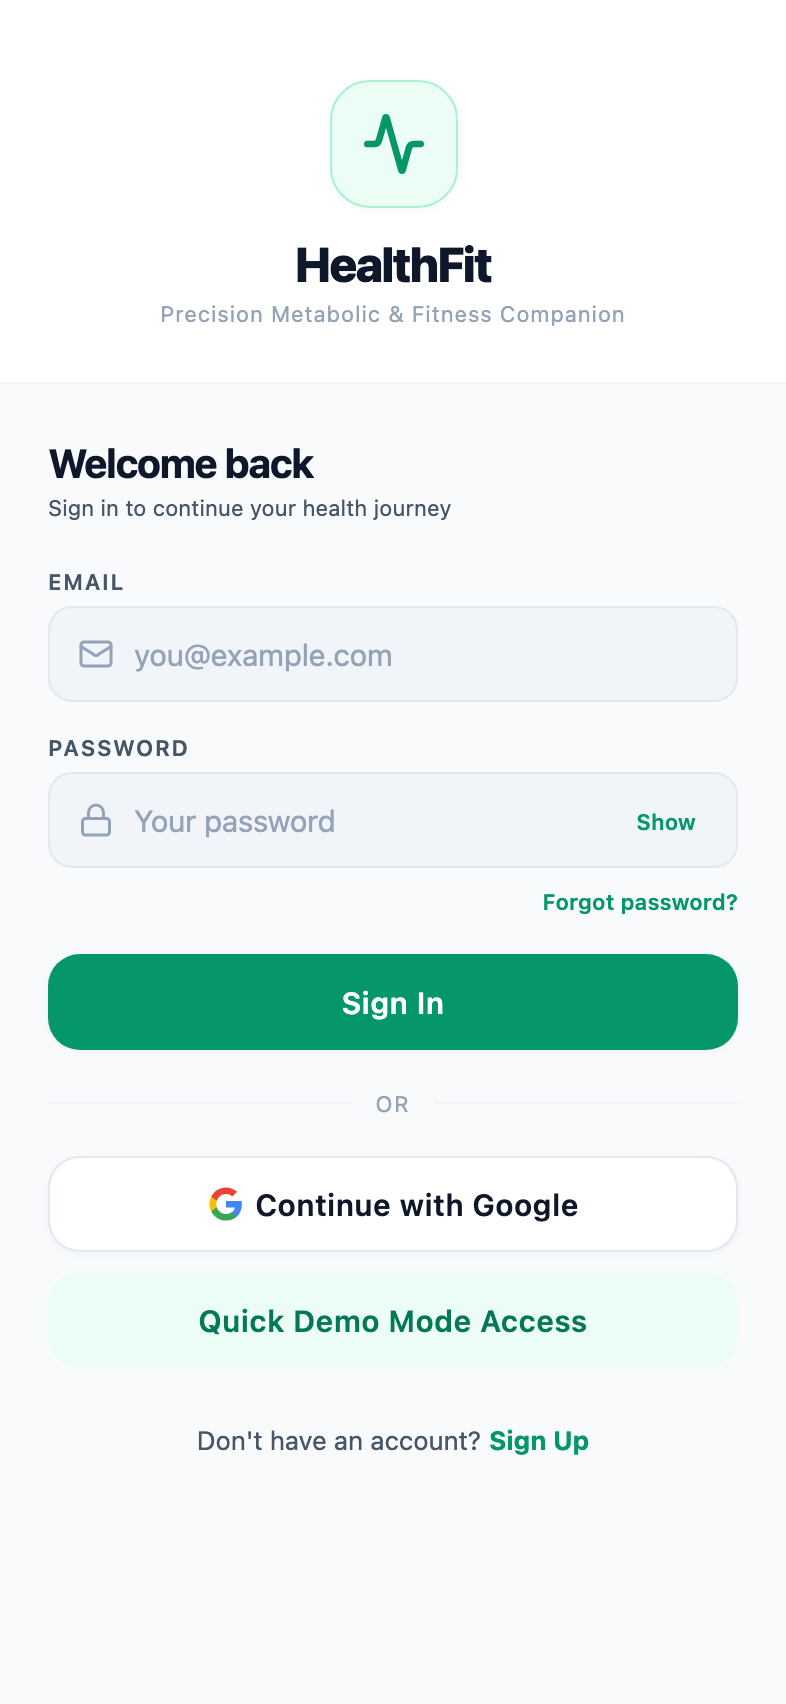 HealthFit
Precision Metabolic & Fitness Companion
Welcome back
Sign in to continue your health journey
EMAIL
you@example.com
PASSWORD
Your password
Show
Forgot password?
Sign In
OR
Continue with Google
Quick Demo Mode Access
Don't have an account? Sign Up